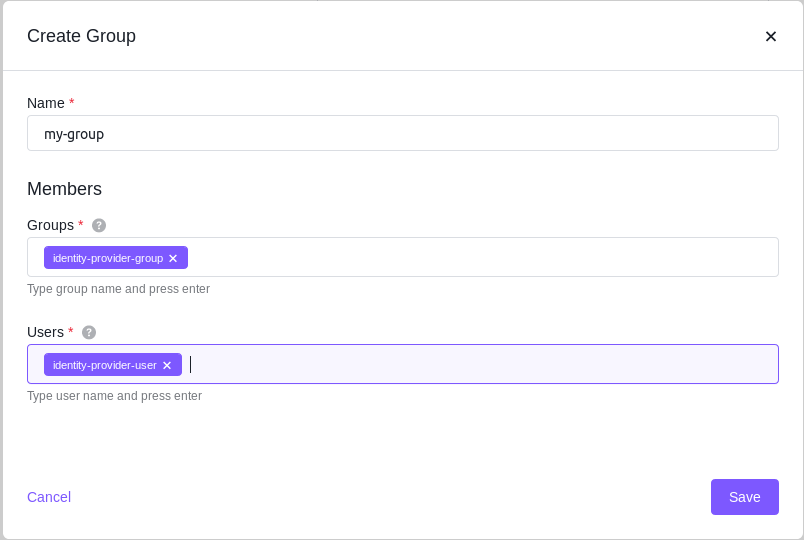 Create Group
Name *
my-group
Members
Groups * ?
identity-provider-group
Type group name and press enter
Users * ?
identity-provider-user
Type user name and press enter
Cancel
Save